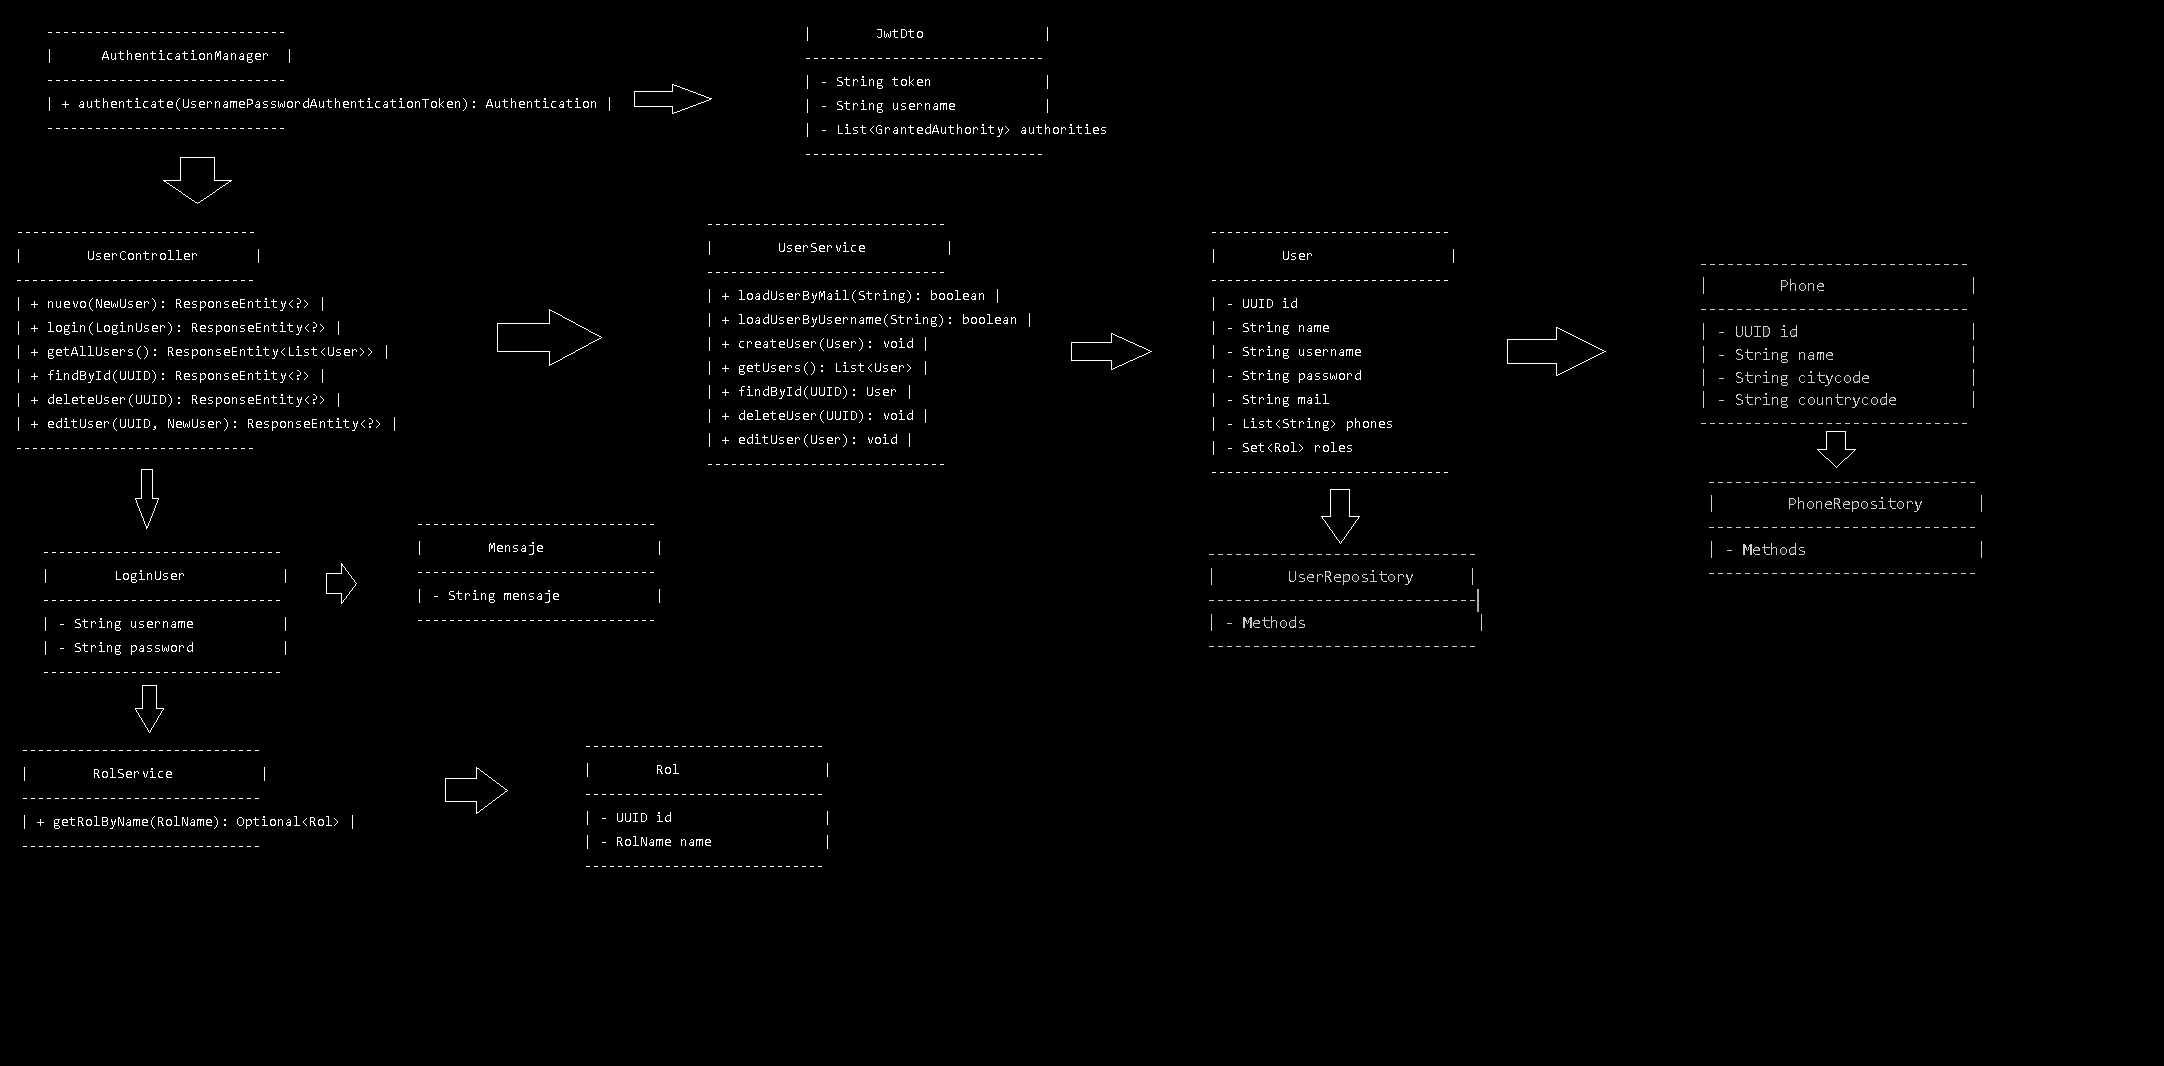 -----------------------------
| AuthenticationManager |
-----------------------------
| + authenticate(UsernamePasswordAuthenticationToken): Authentication |
-----------------------------
| JwtDto |
-----------------------------
| - String token |
| - String username |
| - List<GrantedAuthority> authorities
-----------------------------
-----------------------------
| UserController |
-----------------------------
| + nuevo(NewUser): ResponseEntity<?> |
| + login(LoginUser): ResponseEntity<?> |
| + getAllUsers(): ResponseEntity<List<User>> |
| + findById(UUID): ResponseEntity<?> |
| + deleteUser(UUID): ResponseEntity<?> |
| + editUser(UUID, NewUser): ResponseEntity<?> |
-----------------------------
-----------------------------
| UserService |
-----------------------------
| + loadUserByMail(String): boolean |
| + loadUserByUsername(String): boolean |
| + createUser(User): void |
| + getUsers(): List<User> |
| + findById(UUID): User |
| + deleteUser(UUID): void |
| + editUser(User): void |
-----------------------------
-----------------------------
| User |
-----------------------------
| - UUID id
| - String name
| - String username
| - String password
| - String mail
| - List<String> phones
| - Set<Rol> roles
-----------------------------
-----------------------------
| Phone |
-----------------------------
| - UUID id |
| - String name |
| - String citycode |
| - String countrycode |
-----------------------------
-----------------------------
| PhoneRepository |
-----------------------------
| - Methods |
-----------------------------
-----------------------------
| UserRepository |
-----------------------------|
| - Methods |
-----------------------------
-----------------------------
| LoginUser |
-----------------------------
| - String username |
| - String password |
-----------------------------
-----------------------------
| Mensaje |
-----------------------------
| - String mensaje |
-----------------------------
-----------------------------
| RolService |
-----------------------------
| + getRolByName(RolName): Optional<Rol> |
-----------------------------
-----------------------------
| Rol |
-----------------------------
| - UUID id |
| - RolName name |
-----------------------------